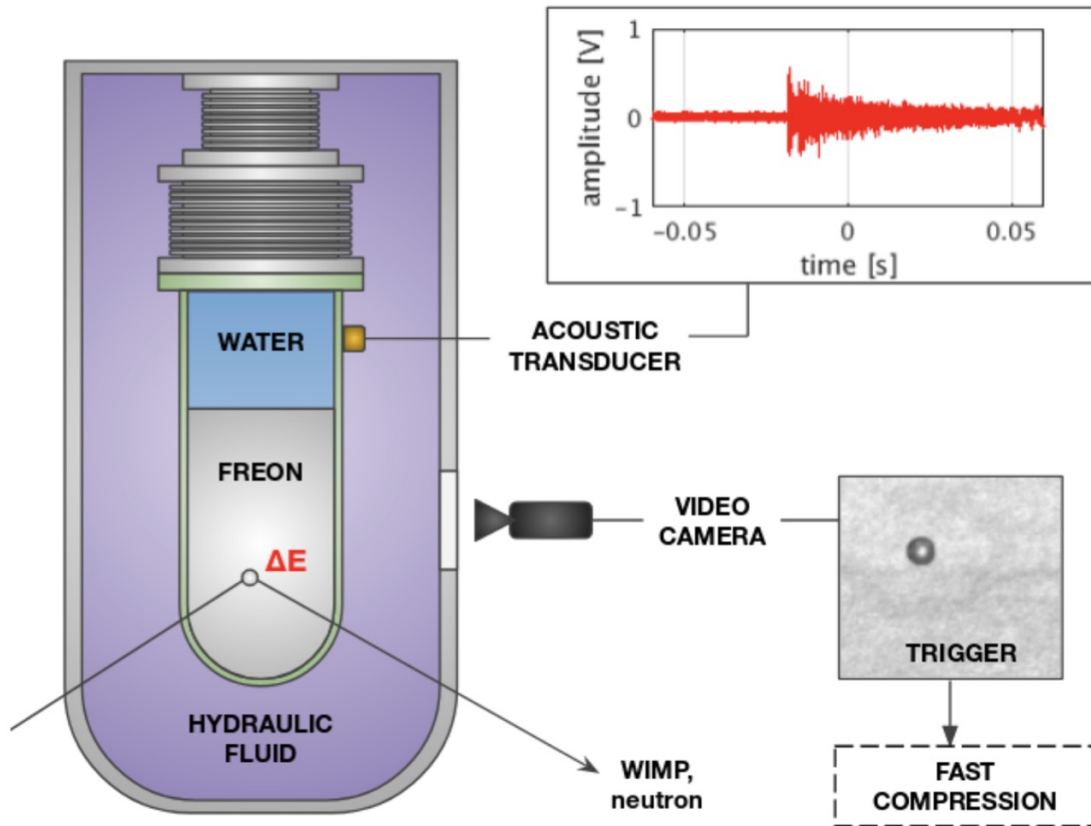 1
0
−1
amplitude [V]
−0.05 0 0.05
time [s]
WATER
ACOUSTIC
TRANSDUCER
FREON
VIDEO
CAMERA
ΔE
TRIGGER
HYDRAULIC
FLUID
WIMP,
neutron
FAST
COMPRESSION